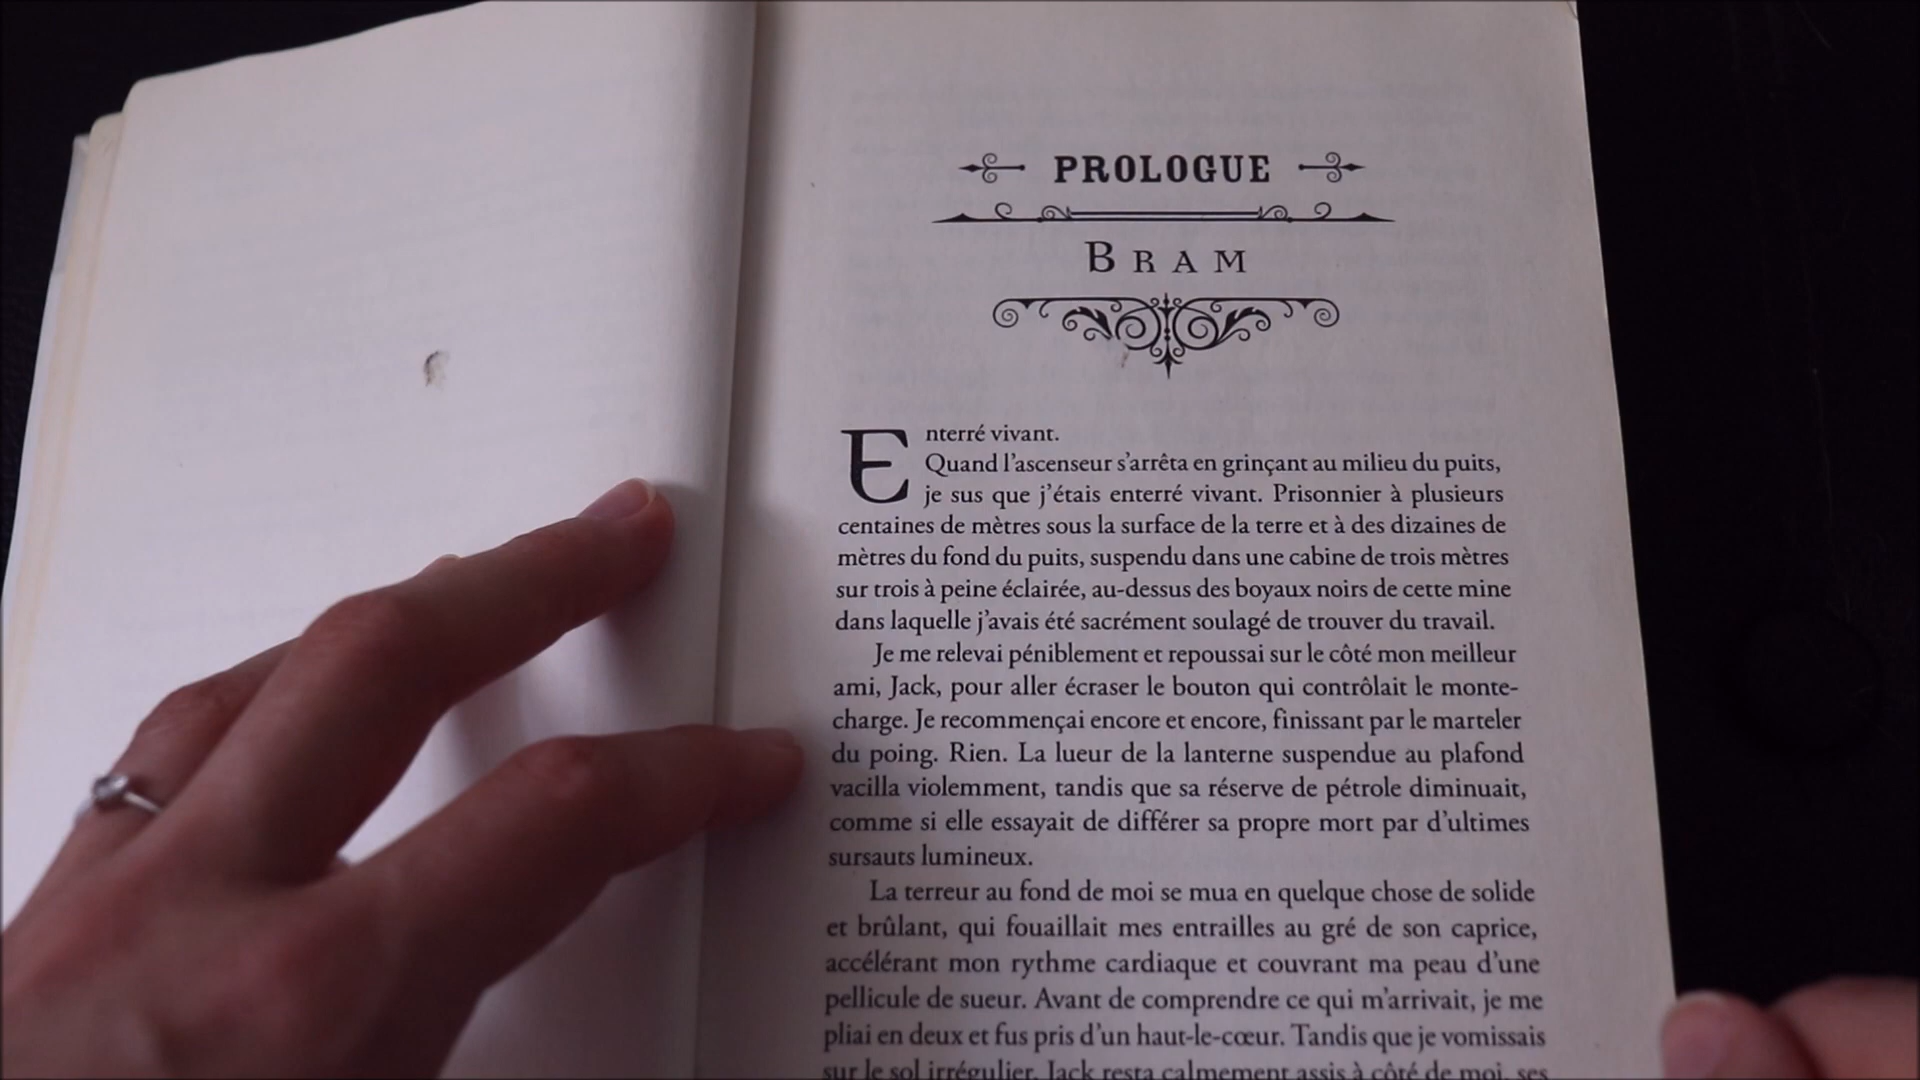 PROLOGUE
BRAM
Enterré vivant.
Quand l'ascenseur s'arrêta en grinçant au milieu du puits,
je sus que j'étais enterré vivant. Prisonnier à plusieurs
centaines de mètres sous la surface de la terre et à des dizaines de
mètres du fond du puits, suspendu dans une cabine de trois mètres
sur trois à peine éclairée, au-dessus des boyaux noirs de cette mine
dans laquelle j'avais été sacrément soulagé de trouver du travail.
Je me relevai péniblement et repoussai sur le côté mon meilleur
ami, Jack, pour aller écraser le bouton qui contrôlait le monte-
charge. Je recommençai encore et encore, finissant par le marteler
du poing. Rien. La lueur de la lanterne suspendue au plafond
vacilla violemment, tandis que sa réserve de pétrole diminuait,
comme si elle essayait de différer sa propre mort par d'ultimes
sursauts lumineux.
La terreur au fond de moi se mua en quelque chose de solide
et brûlant, qui fouaillait mes entrailles au gré de son caprice,
accélérant mon rythme cardiaque et couvrant ma peau d'une
pellicule de sueur. Avant de comprendre ce qui m'arrivait, je me
pliai en deux et fus pris d'un haut-le-cœur. Tandis que je vomissais
sur le sol irrégulier, Jack resta calmement assis à côté de moi, ses